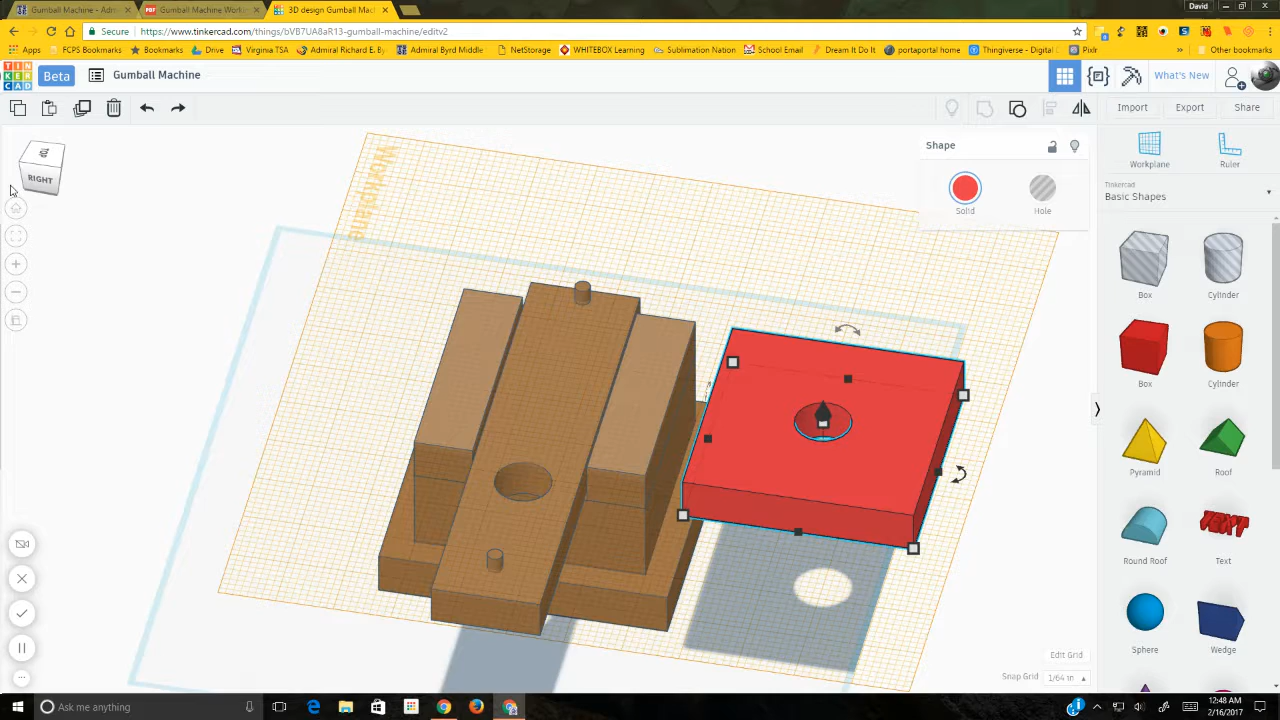 Gumball Machine - Adm
Gumball Machine Workin
3D design Gumball Mac
David
Secure
https://www.tinkercad.com/things/bVB7UA8aR13-gumball-machine/editv2
Apps
FCPS Bookmarks
Bookmarks
Drive
Virginia TSA
Admiral Richard E. By
Admiral Byrd Middle
NetStorage
WHITEBOX Learning
Sublimation Nation
School Email
Dream It Do It
portaportal home
Thingiverse - Digital
Pixlr
Other bookmarks
TIN
KER
CAD
Beta
Gumball Machine
What's New
Import
Export
Share
RIGHT
Workplane
Shape
Solid
Hole
Workplane
Ruler
Tinkercad
Basic Shapes
Box
Cylinder
Box
Cylinder
Pyramid
Roof
TEXT
Round Roof
Text
Sphere
Wedge
Edit Grid
Snap Grid
1/64 in
Ask me anything
12:48 AM
2/16/2017